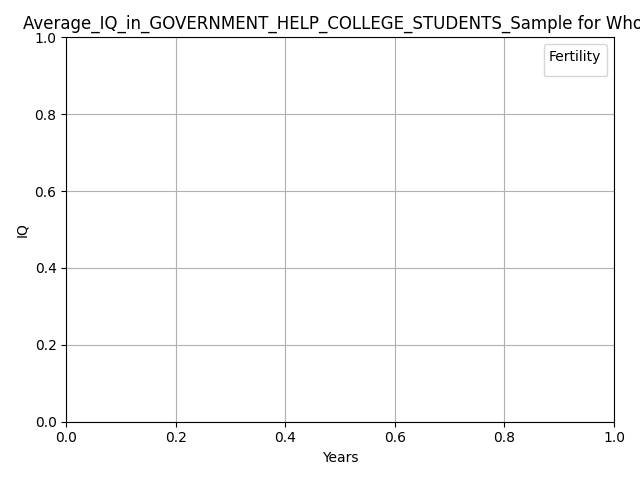 Average_IQ_in_GOVERNMENT_HELP_COLLEGE_STUDENTS_Sample for Who
Fertility
1.0
0.8
0.6
0.4
0.2
0.0
IQ
0.0 0.2 0.4 0.6 0.8 1.0
Years